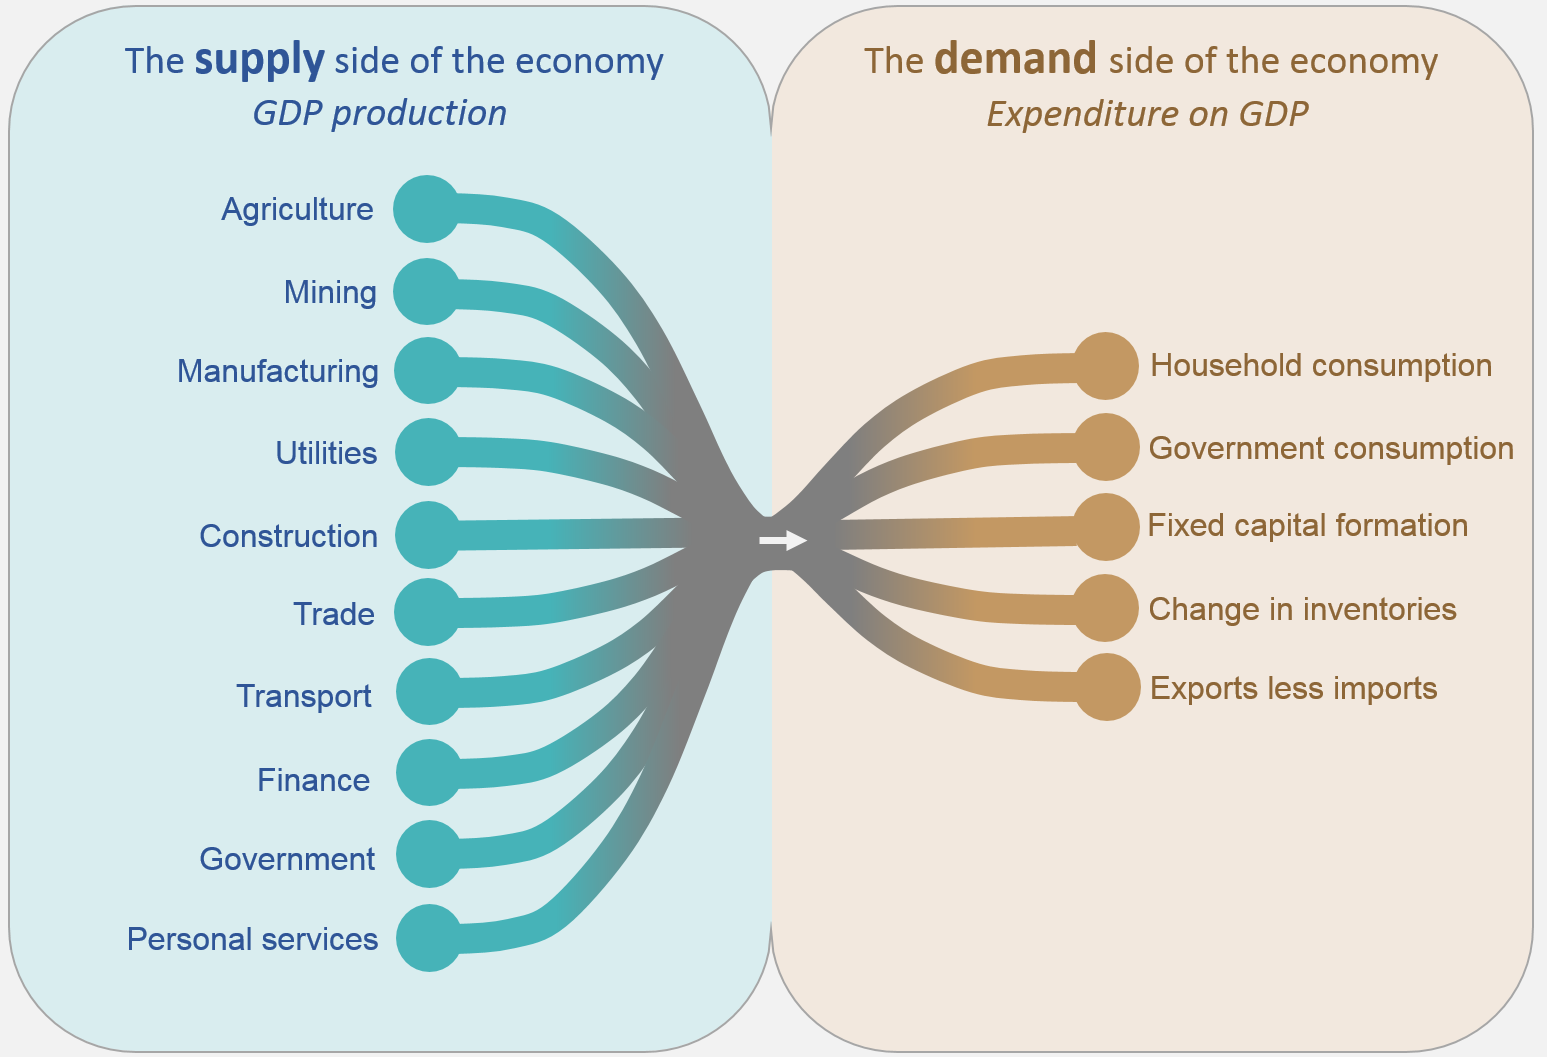 The supply side of the economy
GDP production
Agriculture
Mining
Manufacturing
Utilities
Construction
Trade
Transport
Finance
Government
Personal services
The demand side of the economy
Expenditure on GDP
Household consumption
Government consumption
Fixed capital formation
Change in inventories
Exports less imports